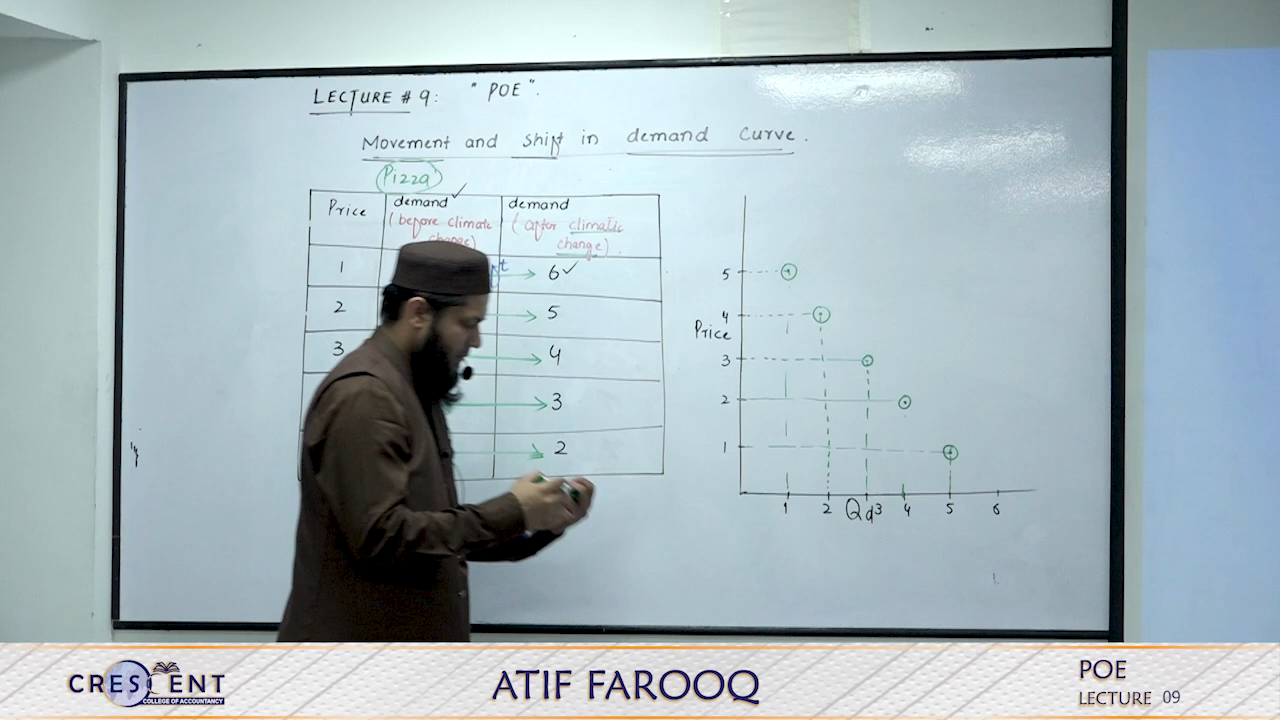 LECTURE # 9: "POE".
Movement and shift in demand curve.
Pizza
Price demand (before climatic change) ✓ demand (after climatic change).
1 6 ✓
2 5
3 4
3
2
5
4
Price
3
2
1
1 2 Qd 3 4 5 6
CRESCENT
COLLEGE OF ACCOUNTANCY
ATIF FAROOQ
POE
LECTURE 09